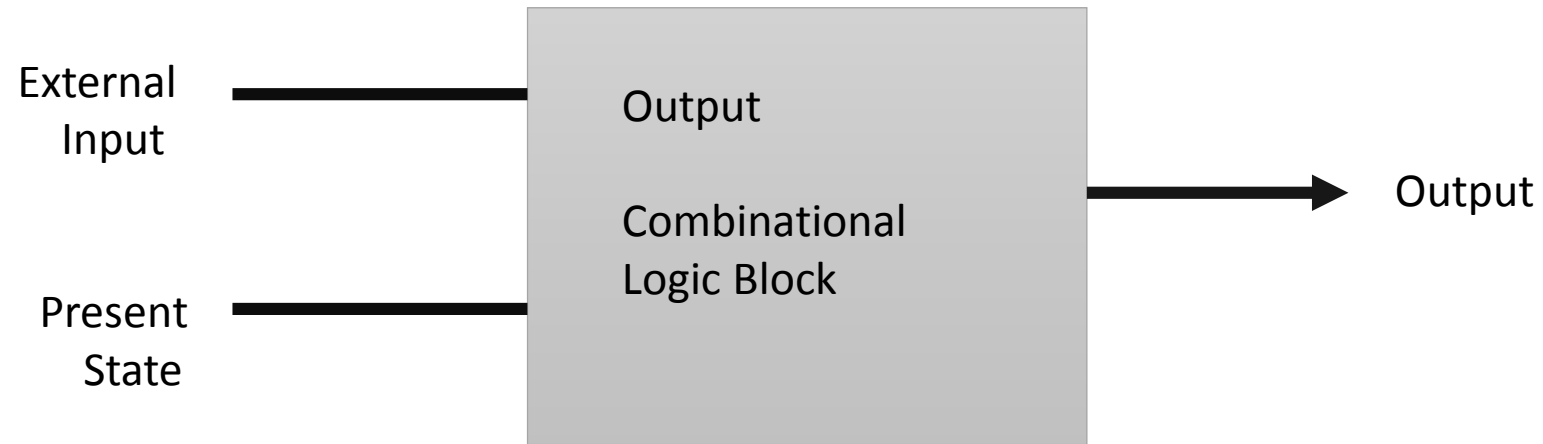 External
Input
Present
State
Output
Combinational
Logic Block
Output